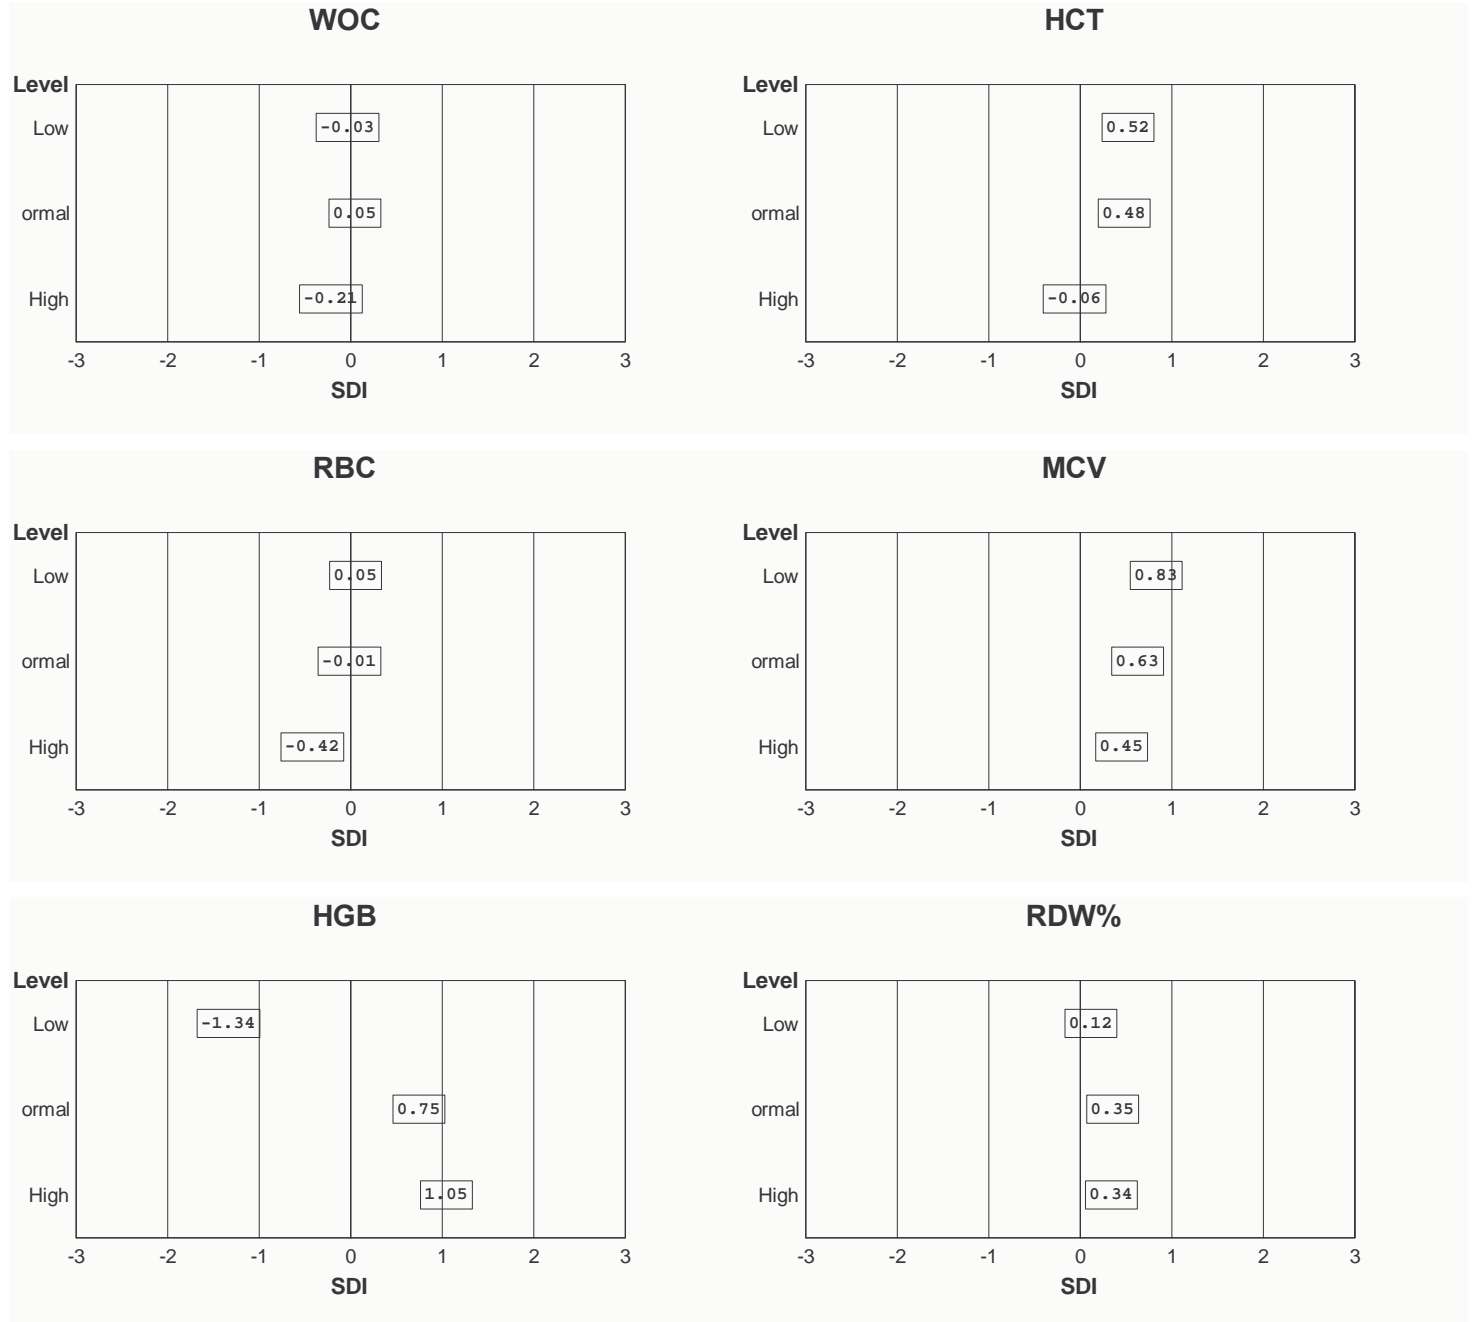 WOC
Level
Low
-0.03
ormal
0.05
High
-0.21
-3 -2 -1 0 1 2 3
SDI
HCT
Level
Low
0.52
ormal
0.48
High
-0.06
-3 -2 -1 0 1 2 3
SDI
RBC
Level
Low
0.05
ormal
-0.01
High
-0.42
-3 -2 -1 0 1 2 3
SDI
MCV
Level
Low
0.83
ormal
0.63
High
0.45
-3 -2 -1 0 1 2 3
SDI
HGB
Level
Low
-1.34
ormal
0.75
High
1.05
-3 -2 -1 0 1 2 3
SDI
RDW%
Level
Low
0.12
ormal
0.35
High
0.34
-3 -2 -1 0 1 2 3
SDI